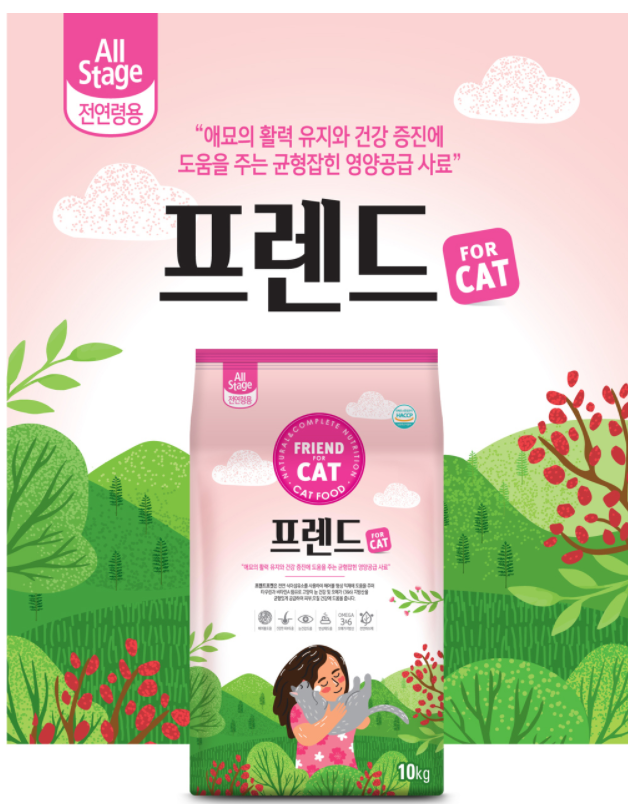 All
Stage
전연령용
“애묘의 활력 유지와 건강 증진에
도움을 주는 균형잡힌 영양공급 사료”
프렌드
FOR
CAT
All
Stage
전연령용
HACCP
NATURAL&COMPLETE NUTRITION
FRIEND
FOR
CAT
CAT FOOD
프렌드
FOR
CAT
“애묘의 활력 유지와 건강 증진에 도움을 주는 균형잡힌 영양공급 사료”
OMEGA
3•6
10kg